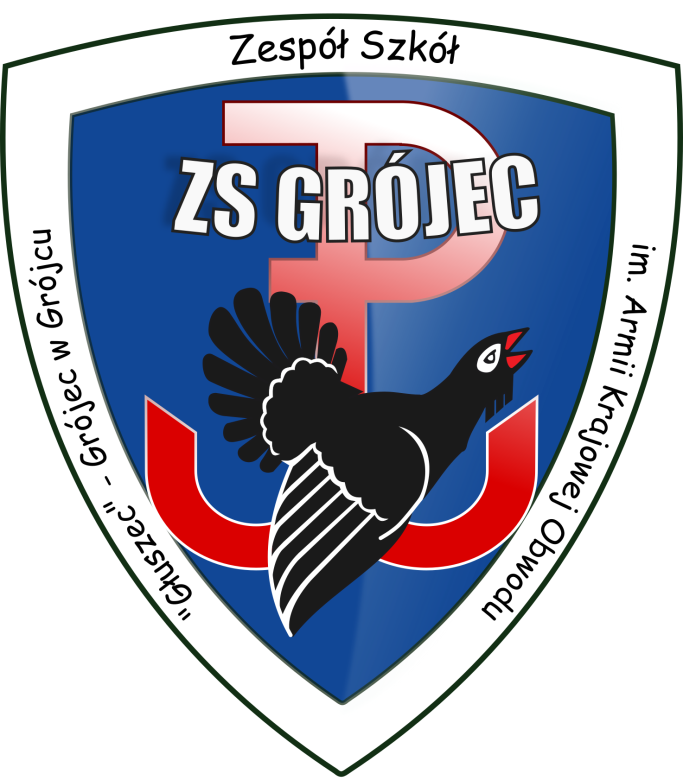 Zespół Szkół
ZS GRÓJEC
im. Armii Krajowej Obwodu
"Głuszec" - Grójec w Grójcu